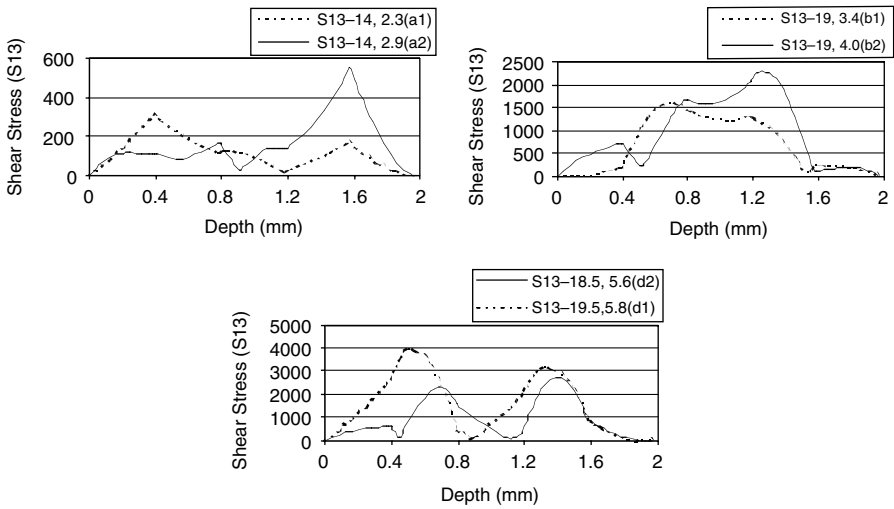 S13–14, 2.3(a1)
S13–14, 2.9(a2)
Shear Stress (S13)
600
400
200
0
0 0.4 0.8 1.2 1.6 2
Depth (mm)
S13–19, 3.4(b1)
S13–19, 4.0(b2)
Shear Stress (S13)
2500
2000
1500
1000
500
0
0 0.4 0.8 1.2 1.6 2
Depth (mm)
S13–18.5, 5.6(d2)
S13–19.5,5.8(d1)
Shear Stress (S13)
5000
4000
3000
2000
1000
0
0 0.4 0.8 1.2 1.6 2
Depth (mm)